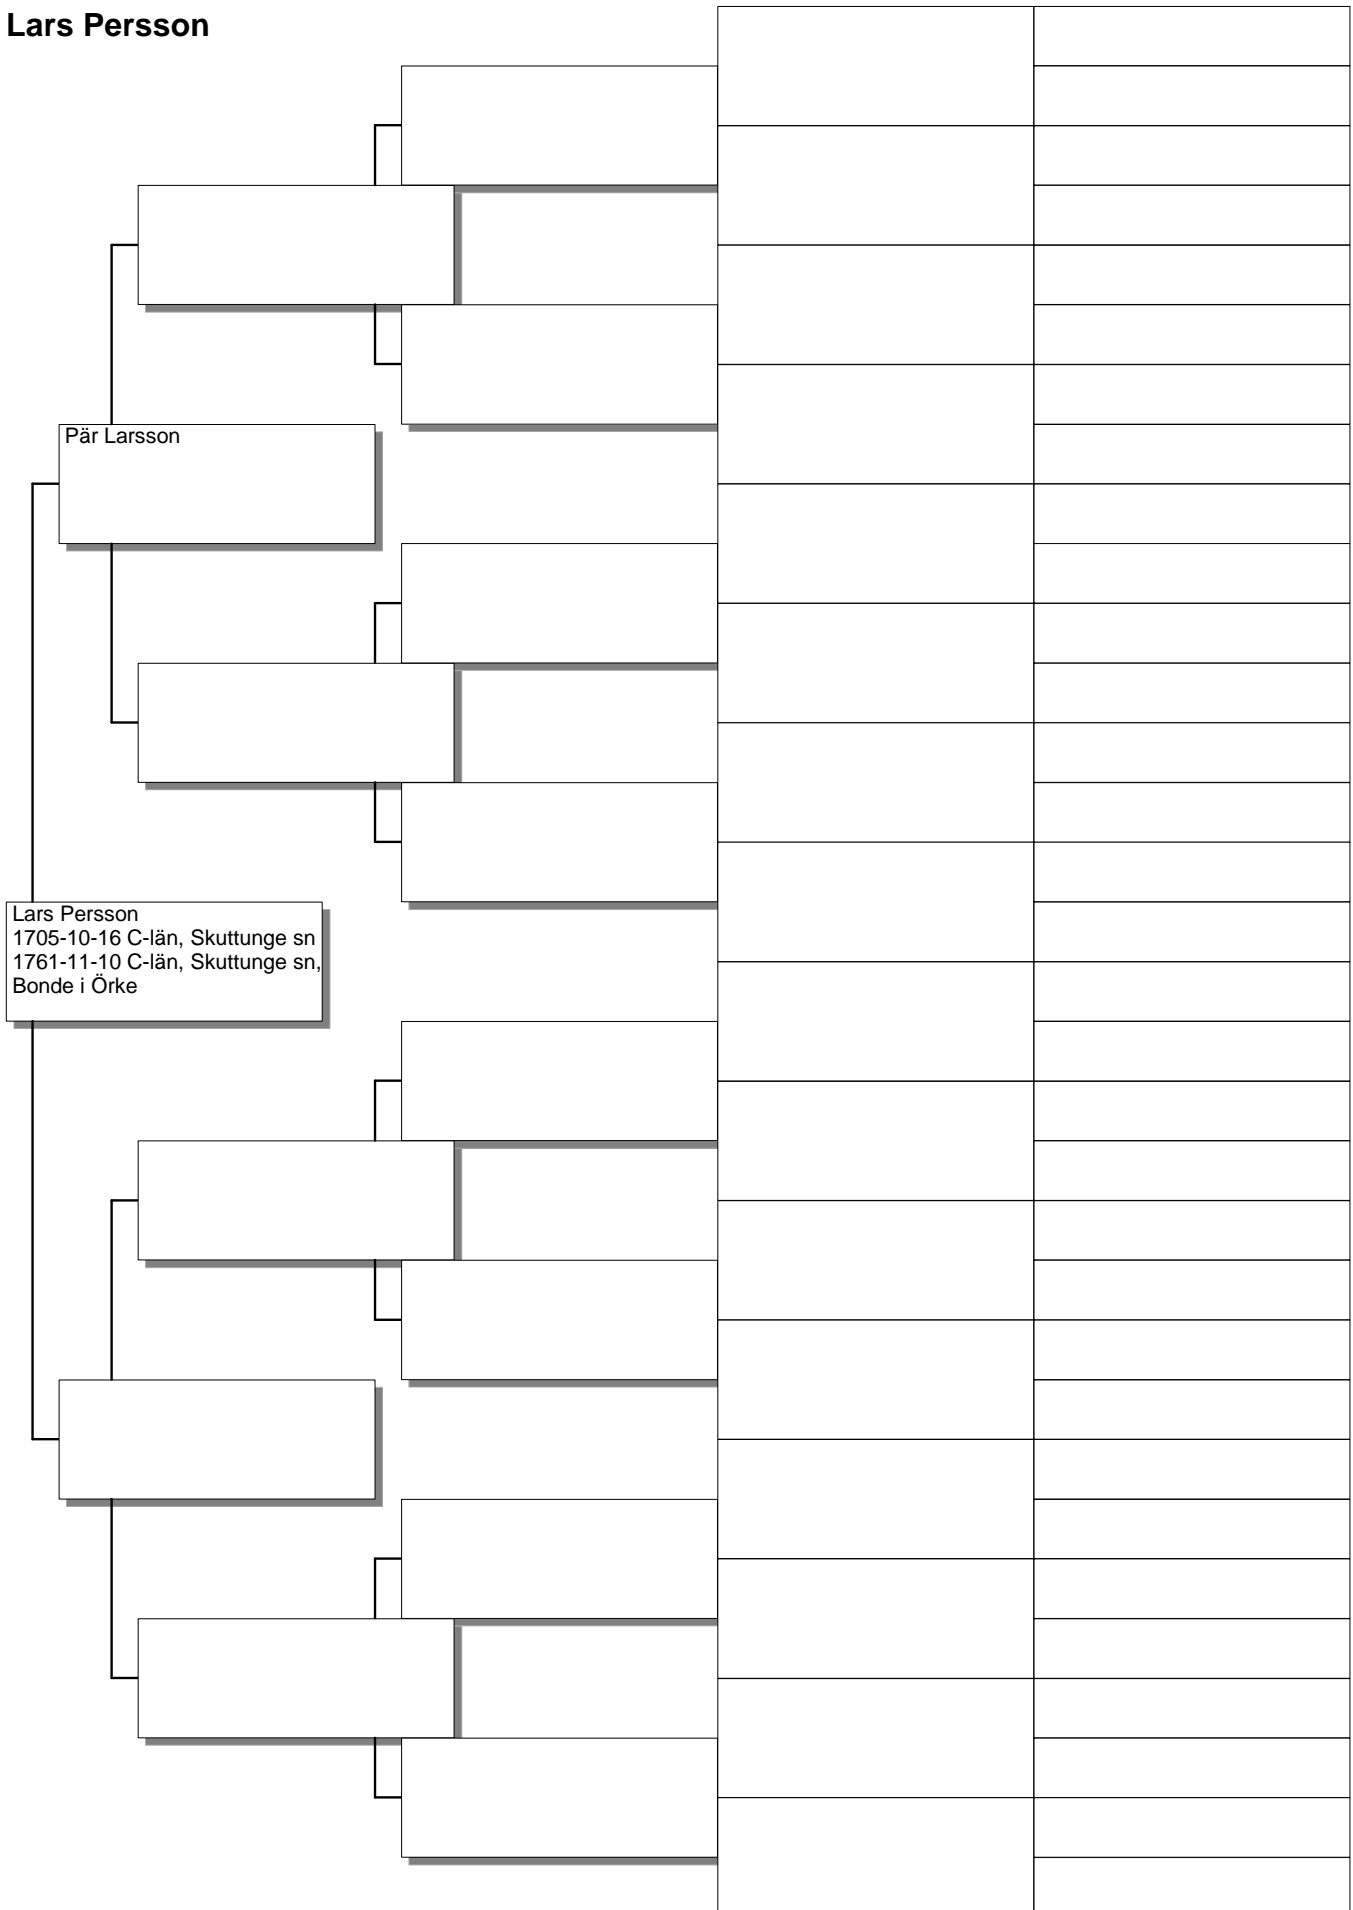 Lars Persson
Pär Larsson
Lars Persson
1705-10-16 C-län, Skuttunge sn
1761-11-10 C-län, Skuttunge sn,
Bonde i Örke